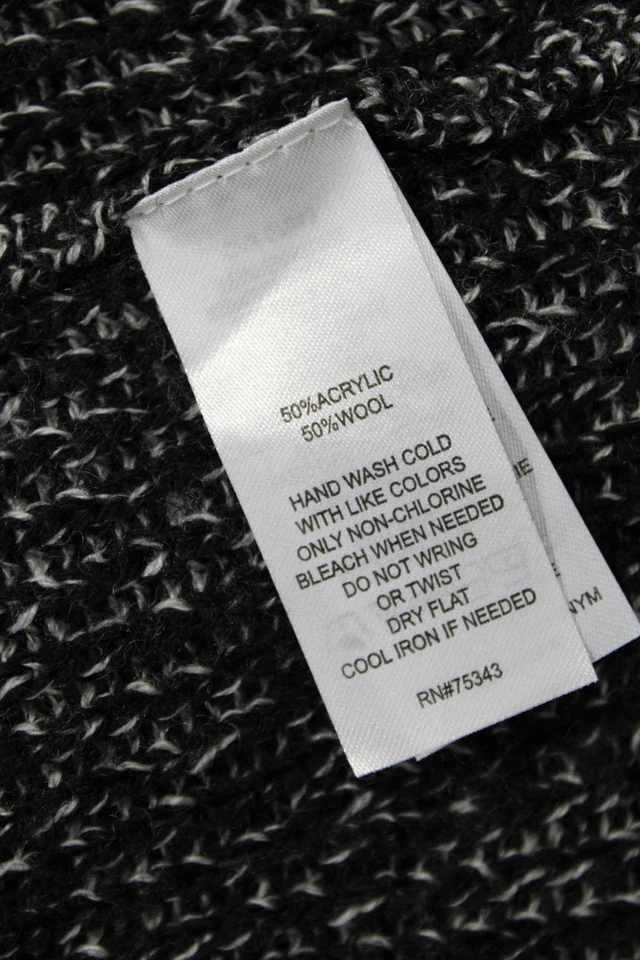 50%ACRYLIC
50%WOOL
HAND WASH COLD
WITH LIKE COLORS
ONLY NON-CHLORINE
BLEACH WHEN NEEDED
DO NOT WRING
OR TWIST
DRY FLAT
COOL IRON IF NEEDED
RN#75343